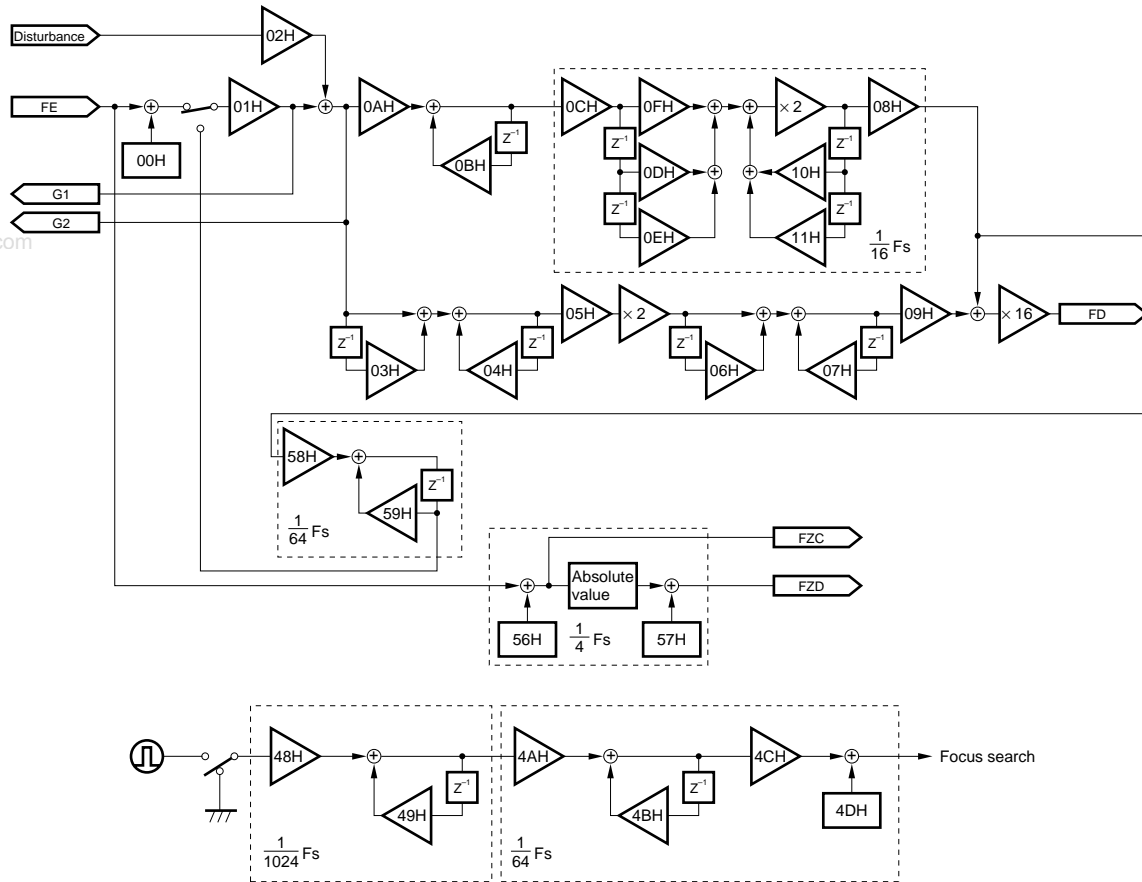 Disturbance
02H
FE
01H
0AH
0CH
0FH
× 2
08H
00H
0BH
Z⁻¹
Z⁻¹
0DH
10H
Z⁻¹
G1
G2
Z⁻¹
0EH
11H
Z⁻¹
1/16 Fs
com
05H
× 2
09H
× 16
FD
Z⁻¹
03H
04H
Z⁻¹
Z⁻¹
06H
07H
Z⁻¹
58H
59H
Z⁻¹
1/64 Fs
FZC
Absolute
value
FZD
56H
1/4 Fs
57H
48H
4AH
4CH
Focus search
49H
Z⁻¹
4BH
Z⁻¹
4DH
1/1024 Fs
1/64 Fs